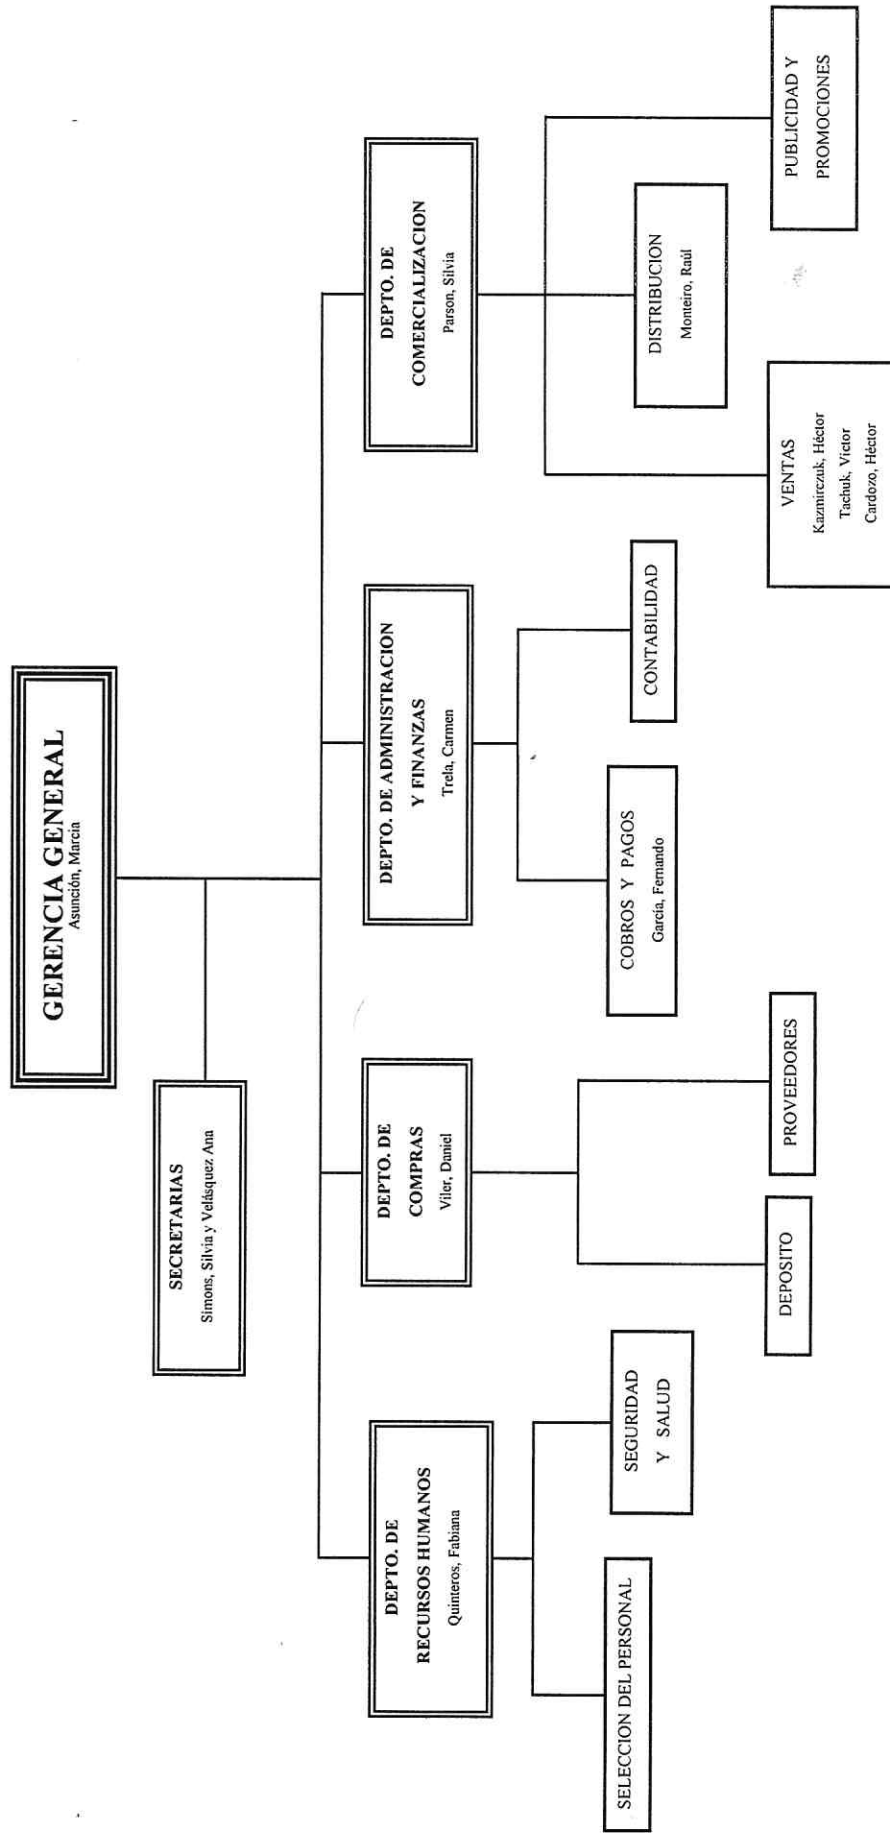 GERENCIA GENERAL
Asunción, Marcia
SECRETARIAS
Simons, Silvia y Velásquez Ana
DEPTO. DE
RECURSOS HUMANOS
Quinteros, Fabiana
DEPTO. DE
COMPRAS
Viler, Daniel
DEPTO. DE ADMINISTRACION
Y FINANZAS
Trela, Carmen
DEPTO. DE
COMERCIALIZACION
Parson, Silvia
SELECCION DEL PERSONAL
SEGURIDAD
Y SALUD
DEPOSITO
PROVEEDORES
COBROS Y PAGOS
García, Fernando
CONTABILIDAD
VENTAS
Kazmirczuk, Héctor
Tachuk, Víctor
Cardozo, Héctor
DISTRIBUCION
Monteiro, Raúl
PUBLICIDAD Y
PROMOCIONES